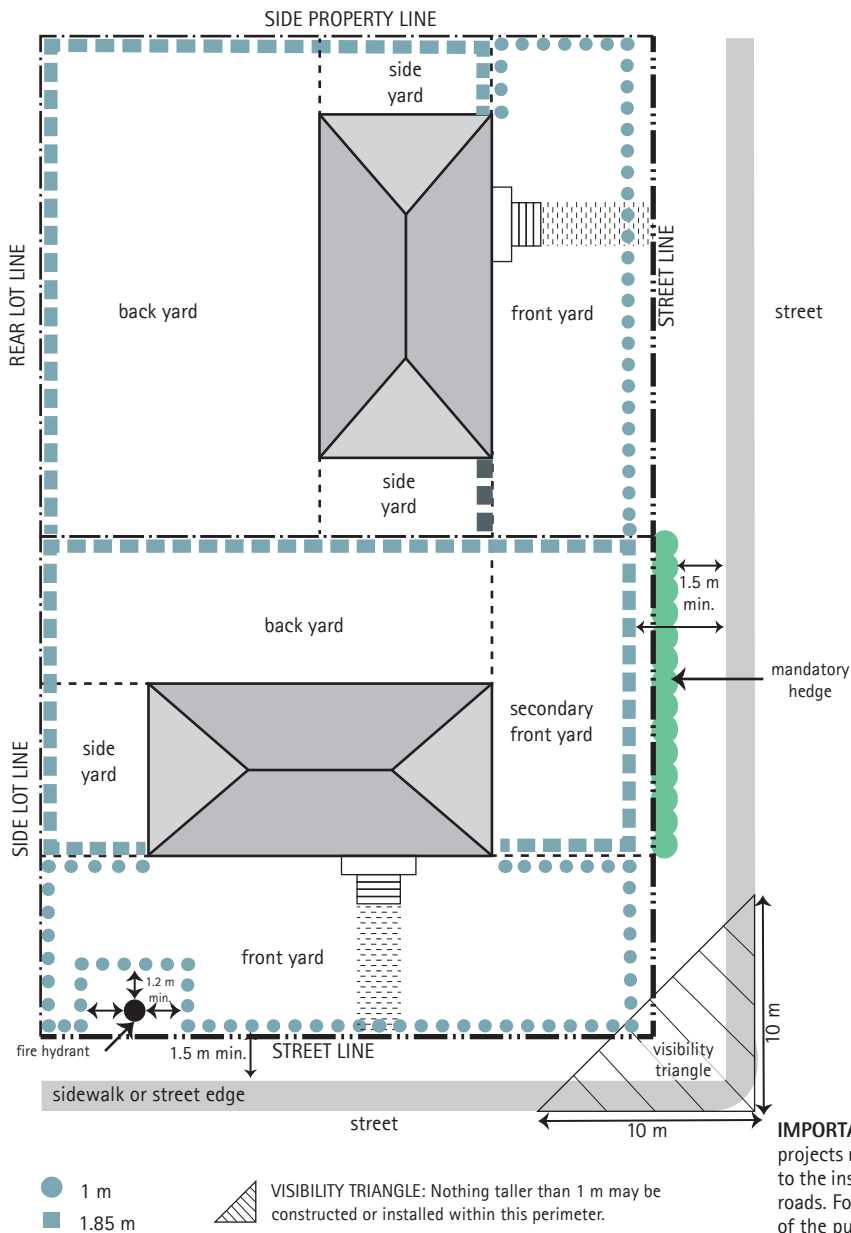 SIDE PROPERTY LINE
side
yard
REAR LOT LINE
back yard
front yard
STREET LINE
street
side
yard
1.5 m
min.
back yard
mandatory
hedge
secondary
front yard
side
yard
SIDE LOT LINE
front yard
1.2 m
min.
fire hydrant
1.5 m min.
STREET LINE
visibility
triangle
10 m
sidewalk or street edge
street
10 m
IMPORTA
projects
to the ins
roads. Fo
of the pu
1 m
1.85 m
VISIBILITY TRIANGLE: Nothing taller than 1 m may be
constructed or installed within this perimeter.